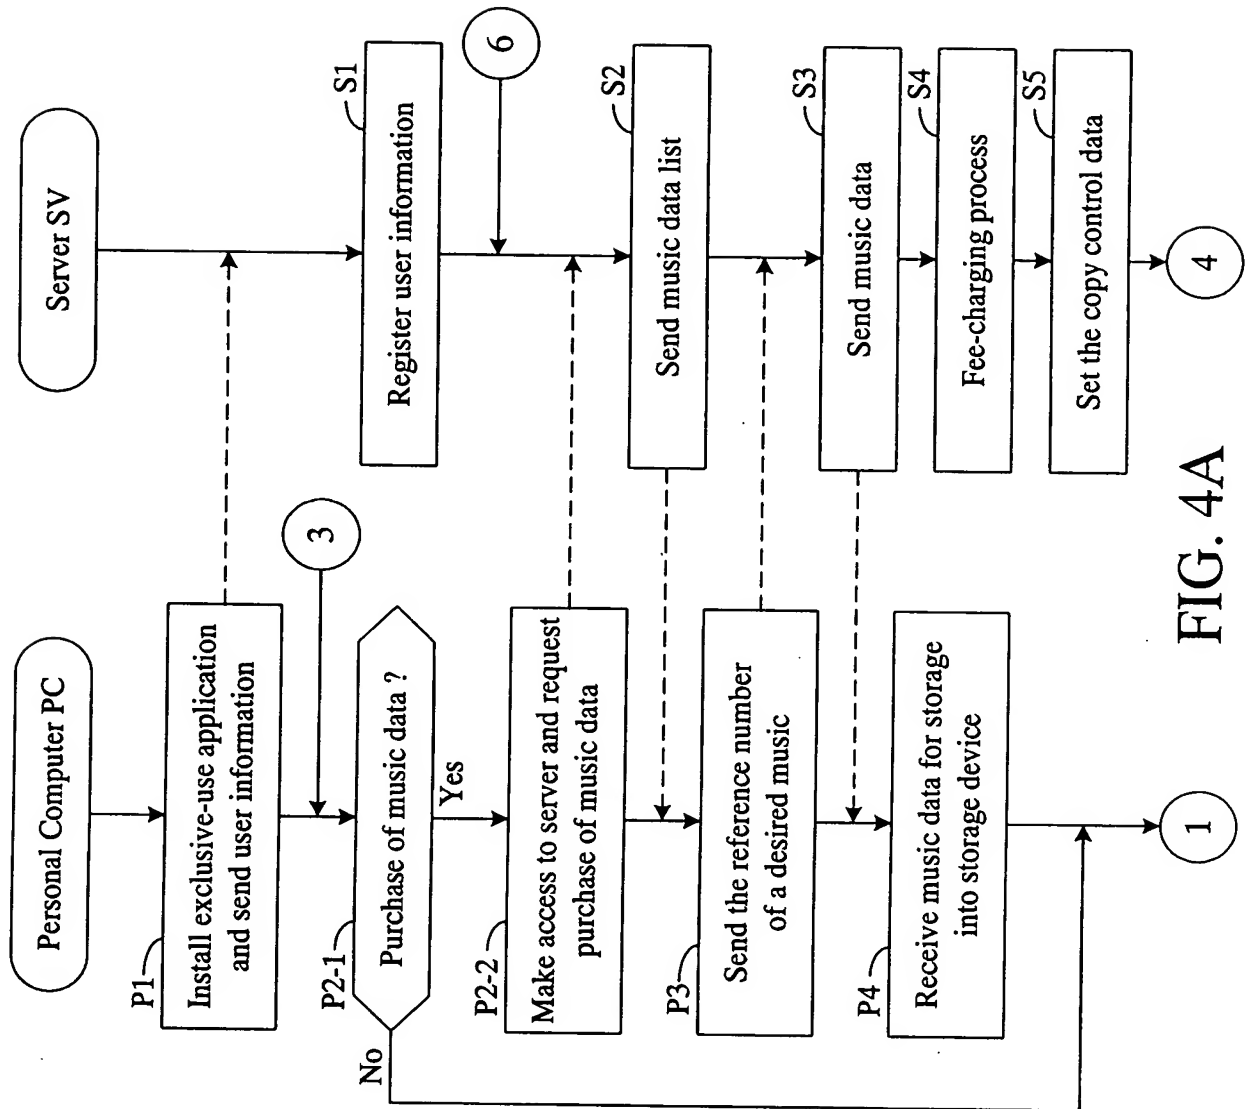 Personal Computer PC
P1
Install exclusive-use application
and send user information
3
P2-1
Purchase of music data ?
Yes
No
P2-2
Make access to server and request
purchase of music data
P3
Send the reference number
of a desired music
P4
Receive music data for storage
into storage device
1
Server SV
S1
Register user information
6
S2
Send music data list
S3
Send music data
S4
Fee-charging process
S5
Set the copy control data
4
FIG. 4A